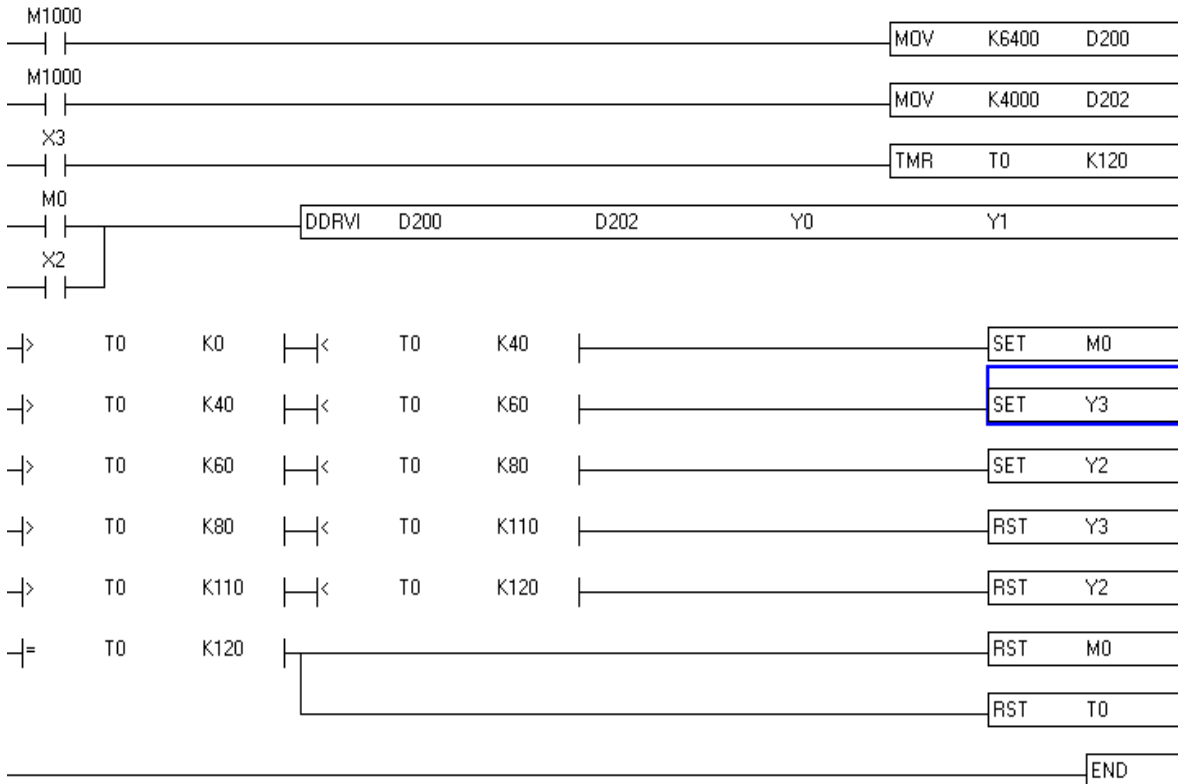 M1000
MOV K6400 D200
M1000
MOV K4000 D202
X3
TMR T0 K120
M0
DDRVI D200 D202 Y0 Y1
X2
> T0 K0 < T0 K40 SET M0
> T0 K40 < T0 K60 SET Y3
> T0 K60 < T0 K80 SET Y2
> T0 K80 < T0 K110 RST Y3
> T0 K110 < T0 K120 RST Y2
= T0 K120 RST M0
RST T0
END